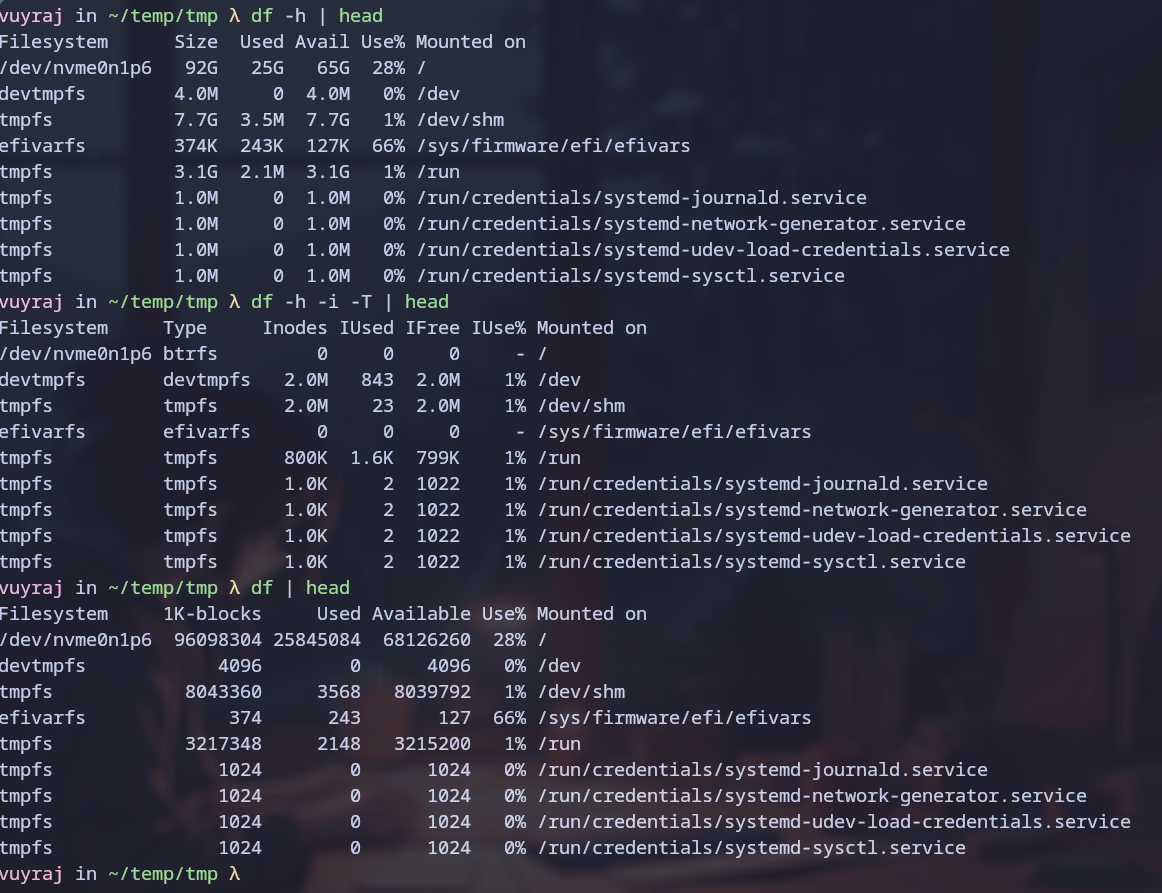 vuyraj in ~/temp/tmp λ df -h | head
Filesystem      Size  Used Avail Use% Mounted on
/dev/nvme0n1p6   92G   25G   65G  28% /
devtmpfs        4.0M     0  4.0M   0% /dev
tmpfs           7.7G  3.5M  7.7G   1% /dev/shm
efivarfs        374K  243K  127K  66% /sys/firmware/efi/efivars
tmpfs           3.1G  2.1M  3.1G   1% /run
tmpfs           1.0M     0  1.0M   0% /run/credentials/systemd-journald.service
tmpfs           1.0M     0  1.0M   0% /run/credentials/systemd-network-generator.service
tmpfs           1.0M     0  1.0M   0% /run/credentials/systemd-udev-load-credentials.service
tmpfs           1.0M     0  1.0M   0% /run/credentials/systemd-sysctl.service
vuyraj in ~/temp/tmp λ df -h -i -T | head
Filesystem     Type     Inodes IUsed IFree IUse% Mounted on
/dev/nvme0n1p6 btrfs         0     0     0     - /
devtmpfs       devtmpfs   2.0M   843  2.0M    1% /dev
tmpfs          tmpfs      2.0M    23  2.0M    1% /dev/shm
efivarfs       efivarfs      0     0     0     - /sys/firmware/efi/efivars
tmpfs          tmpfs      800K  1.6K  799K    1% /run
tmpfs          tmpfs      1.0K     2  1022    1% /run/credentials/systemd-journald.service
tmpfs          tmpfs      1.0K     2  1022    1% /run/credentials/systemd-network-generator.service
tmpfs          tmpfs      1.0K     2  1022    1% /run/credentials/systemd-udev-load-credentials.service
tmpfs          tmpfs      1.0K     2  1022    1% /run/credentials/systemd-sysctl.service
vuyraj in ~/temp/tmp λ df | head
Filesystem     1K-blocks     Used Available Use% Mounted on
/dev/nvme0n1p6  96098304 25845084  68126260  28% /
devtmpfs            4096        0      4096   0% /dev
tmpfs            8043360     3568   8039792   1% /dev/shm
efivarfs             374      243       127  66% /sys/firmware/efi/efivars
tmpfs            3217348     2148   3215200   1% /run
tmpfs               1024        0      1024   0% /run/credentials/systemd-journald.service
tmpfs               1024        0      1024   0% /run/credentials/systemd-network-generator.service
tmpfs               1024        0      1024   0% /run/credentials/systemd-udev-load-credentials.service
tmpfs               1024        0      1024   0% /run/credentials/systemd-sysctl.service
vuyraj in ~/temp/tmp λ